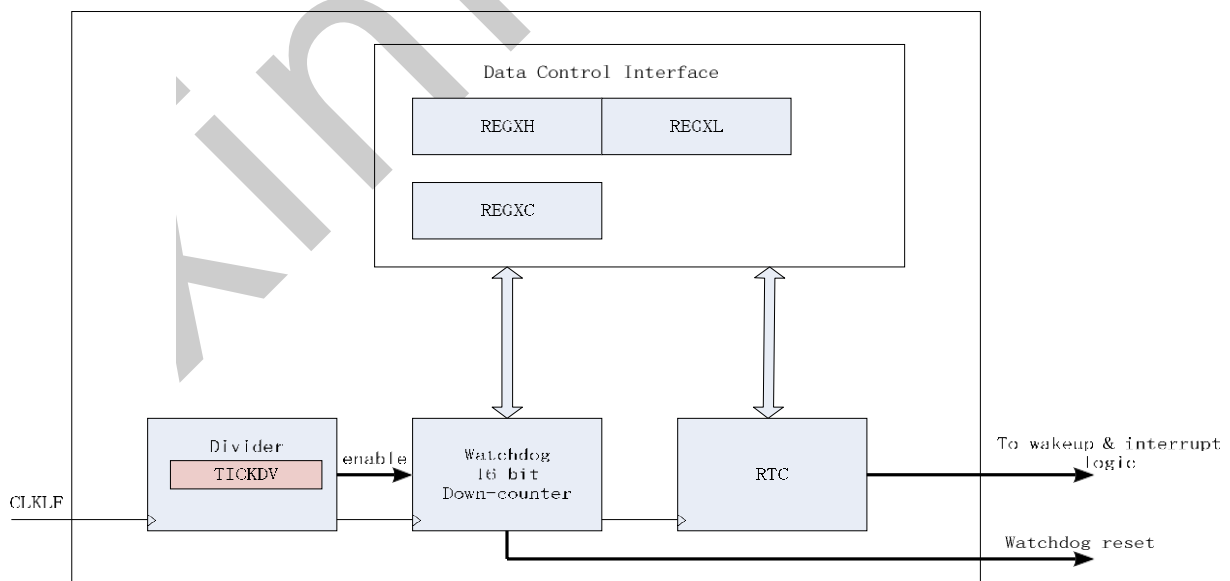 Data Control Interface
REGXH
REGXL
REGXC
Divider
TICKDV
enable
Watchdog
16 bit
Down-counter
RTC
To wakeup & interrupt
logic
CLKLF
Watchdog reset